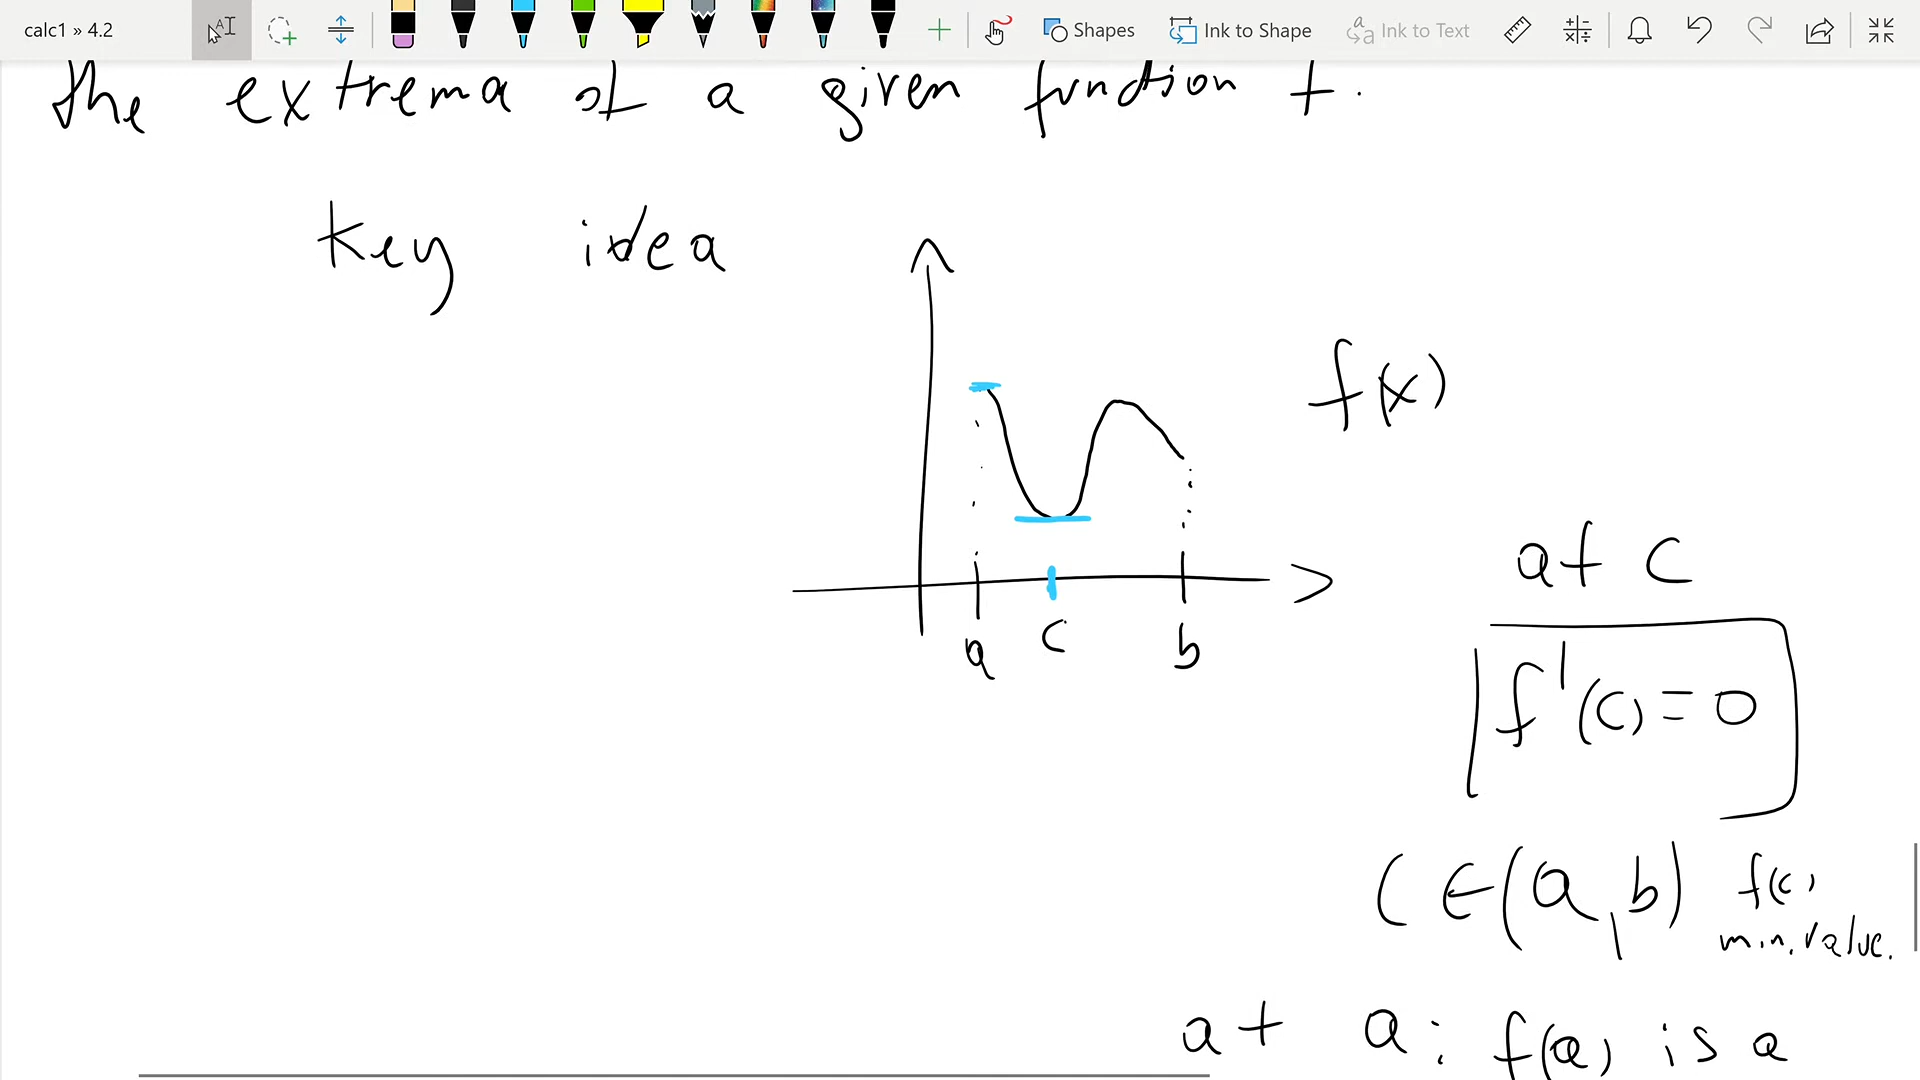 calc1 » 4.2
Shapes
Ink to Shape
Ink to Text
the extrema of a given function f.
Key idea
f(x)
a c b
at c
f'(c) = 0
c ∈ (a, b) f(c)
min. value.
at a: f(a) is a